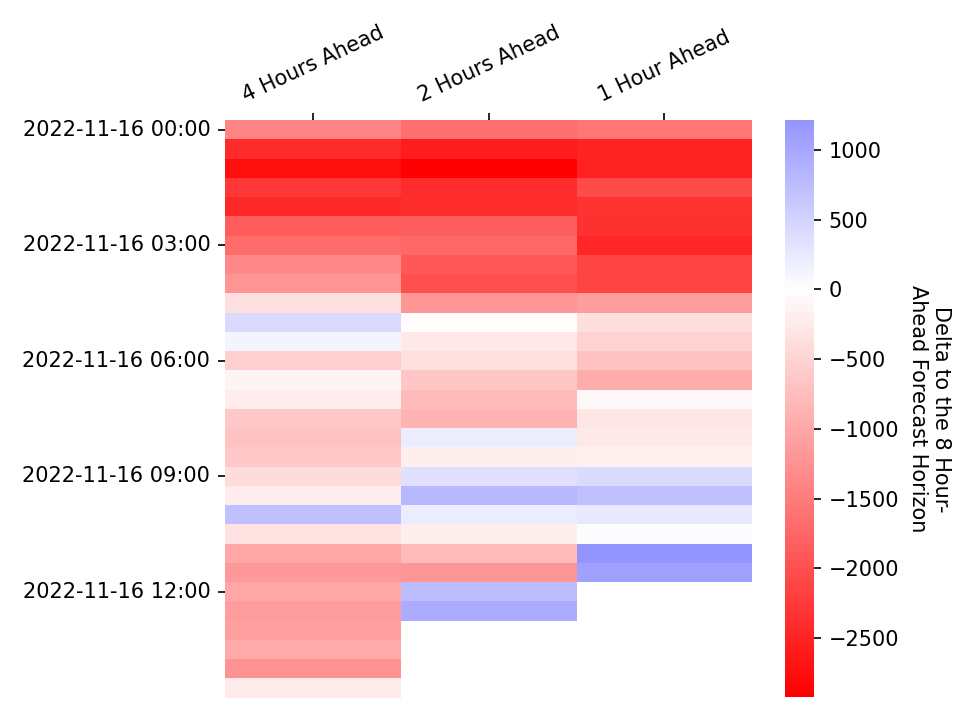 4 Hours Ahead
2 Hours Ahead
1 Hour Ahead
2022-11-16 00:00
2022-11-16 03:00
2022-11-16 06:00
2022-11-16 09:00
2022-11-16 12:00
1000
500
0
−500
−1000
−1500
−2000
−2500
Delta to the 8 Hour-
Ahead Forecast Horizon